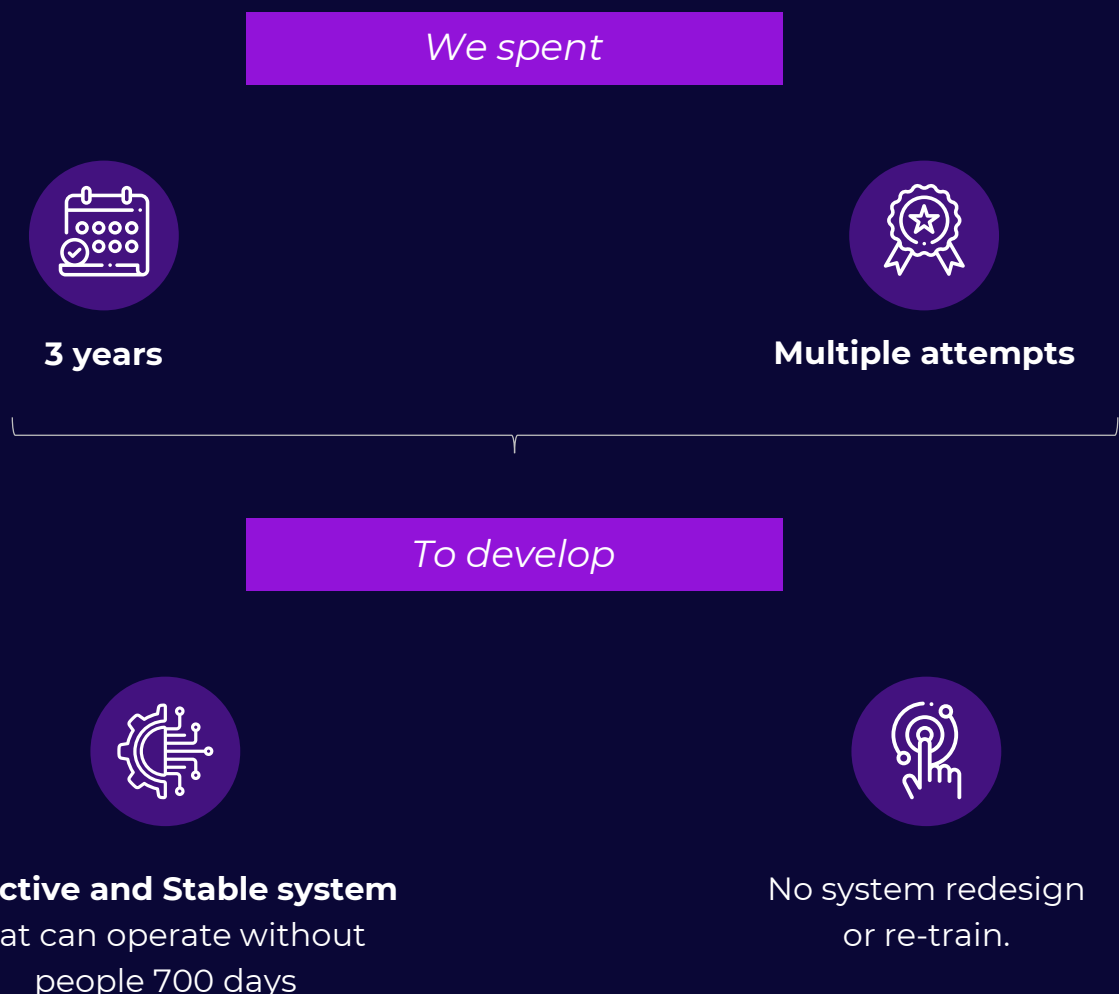 We spent
3 years
Multiple attempts
To develop
ctive and Stable system
at can operate without
people 700 days
No system redesign
or re-train.